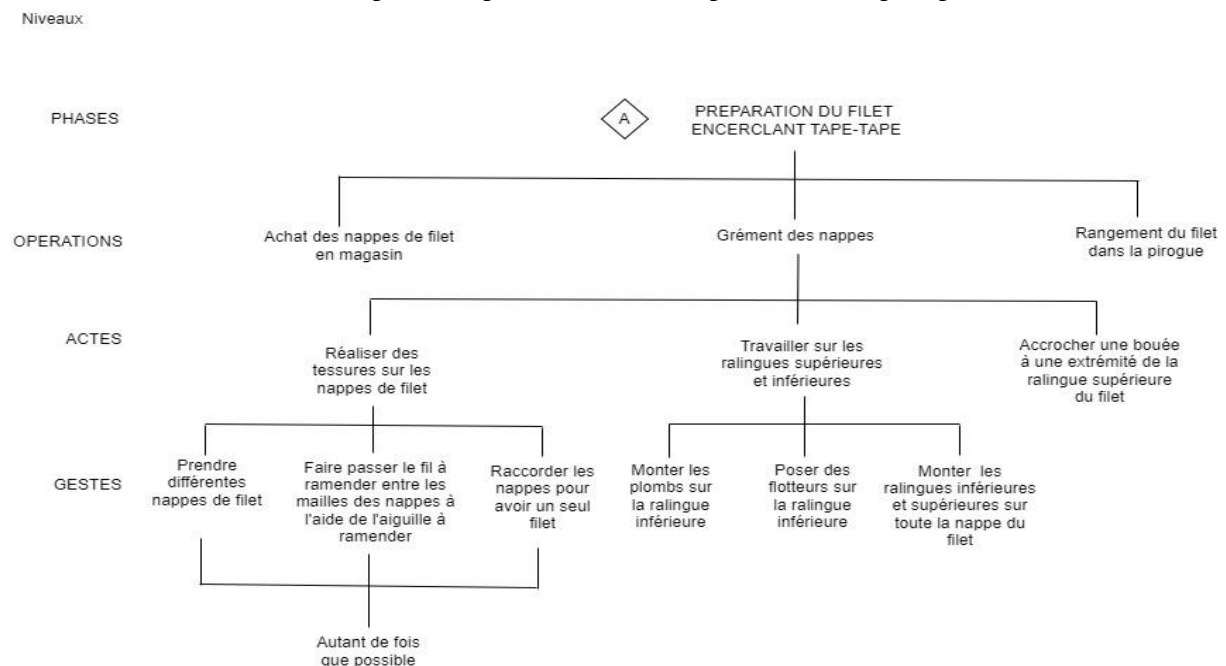 Niveaux
PHASES
A
PREPARATION DU FILET
ENCERCLANT TAPE-TAPE
OPERATIONS
Achat des nappes de filet
en magasin
Grément des nappes
Rangement du filet
dans la pirogue
ACTES
Réaliser des
tessures sur les
nappes de filet
Travailler sur les
ralingues supérieures
et inférieures
Accrocher une bouée
à une extrémité de la
ralingue supérieure
du filet
GESTES
Prendre
différentes
nappes de filet
Faire passer le fil à
ramender entre les
mailles des nappes à
l'aide de l'aiguille à
ramender
Raccorder les
nappes pour
avoir un seul
filet
Monter les
plombs sur
la ralingue
inférieure
Poser des
flotteurs sur
la ralingue
inférieure
Monter les
ralingues inférieures
et supérieures sur
toute la nappe du
filet
Autant de fois
que possible